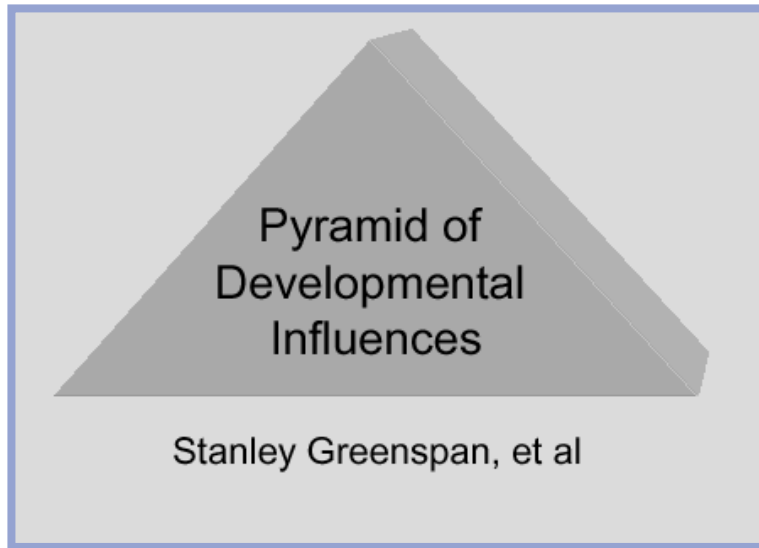 Pyramid of
Developmental
Influences
Stanley Greenspan, et al